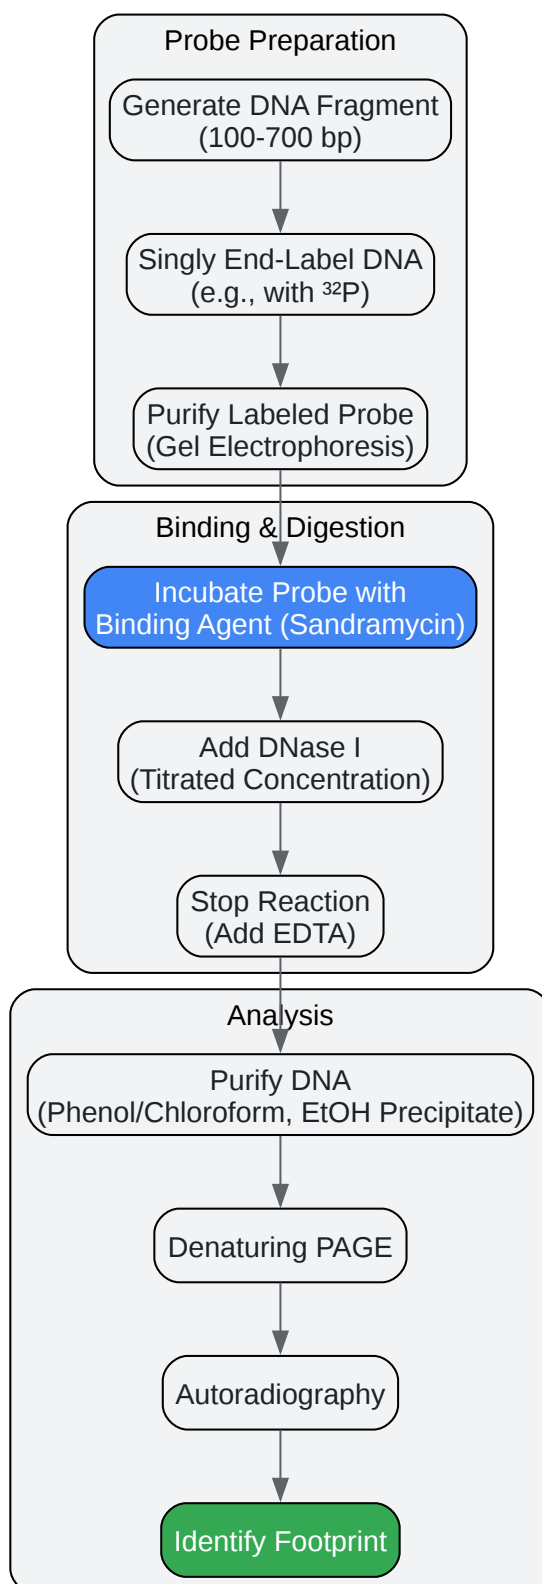 Probe Preparation
Generate DNA Fragment
(100-700 bp)
Singly End-Label DNA
(e.g., with ³²P)
Purify Labeled Probe
(Gel Electrophoresis)
Binding & Digestion
Incubate Probe with
Binding Agent (Sandramycin)
Add DNase I
(Titrated Concentration)
Stop Reaction
(Add EDTA)
Analysis
Purify DNA
(Phenol/Chloroform, EtOH Precipitate)
Denaturing PAGE
Autoradiography
Identify Footprint